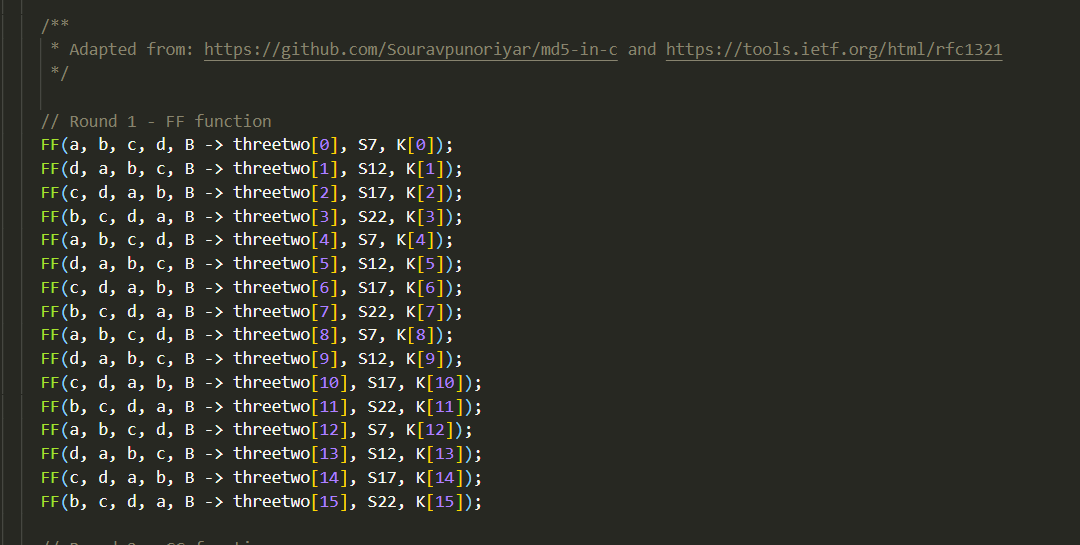 /**
* Adapted from: https://github.com/Souravpunoriyar/md5-in-c and https://tools.ietf.org/html/rfc1321
*/
// Round 1 - FF function
FF(a, b, c, d, B -> threetwo[0], S7, K[0]);
FF(d, a, b, c, B -> threetwo[1], S12, K[1]);
FF(c, d, a, b, B -> threetwo[2], S17, K[2]);
FF(b, c, d, a, B -> threetwo[3], S22, K[3]);
FF(a, b, c, d, B -> threetwo[4], S7, K[4]);
FF(d, a, b, c, B -> threetwo[5], S12, K[5]);
FF(c, d, a, b, B -> threetwo[6], S17, K[6]);
FF(b, c, d, a, B -> threetwo[7], S22, K[7]);
FF(a, b, c, d, B -> threetwo[8], S7, K[8]);
FF(d, a, b, c, B -> threetwo[9], S12, K[9]);
FF(c, d, a, b, B -> threetwo[10], S17, K[10]);
FF(b, c, d, a, B -> threetwo[11], S22, K[11]);
FF(a, b, c, d, B -> threetwo[12], S7, K[12]);
FF(d, a, b, c, B -> threetwo[13], S12, K[13]);
FF(c, d, a, b, B -> threetwo[14], S17, K[14]);
FF(b, c, d, a, B -> threetwo[15], S22, K[15]);